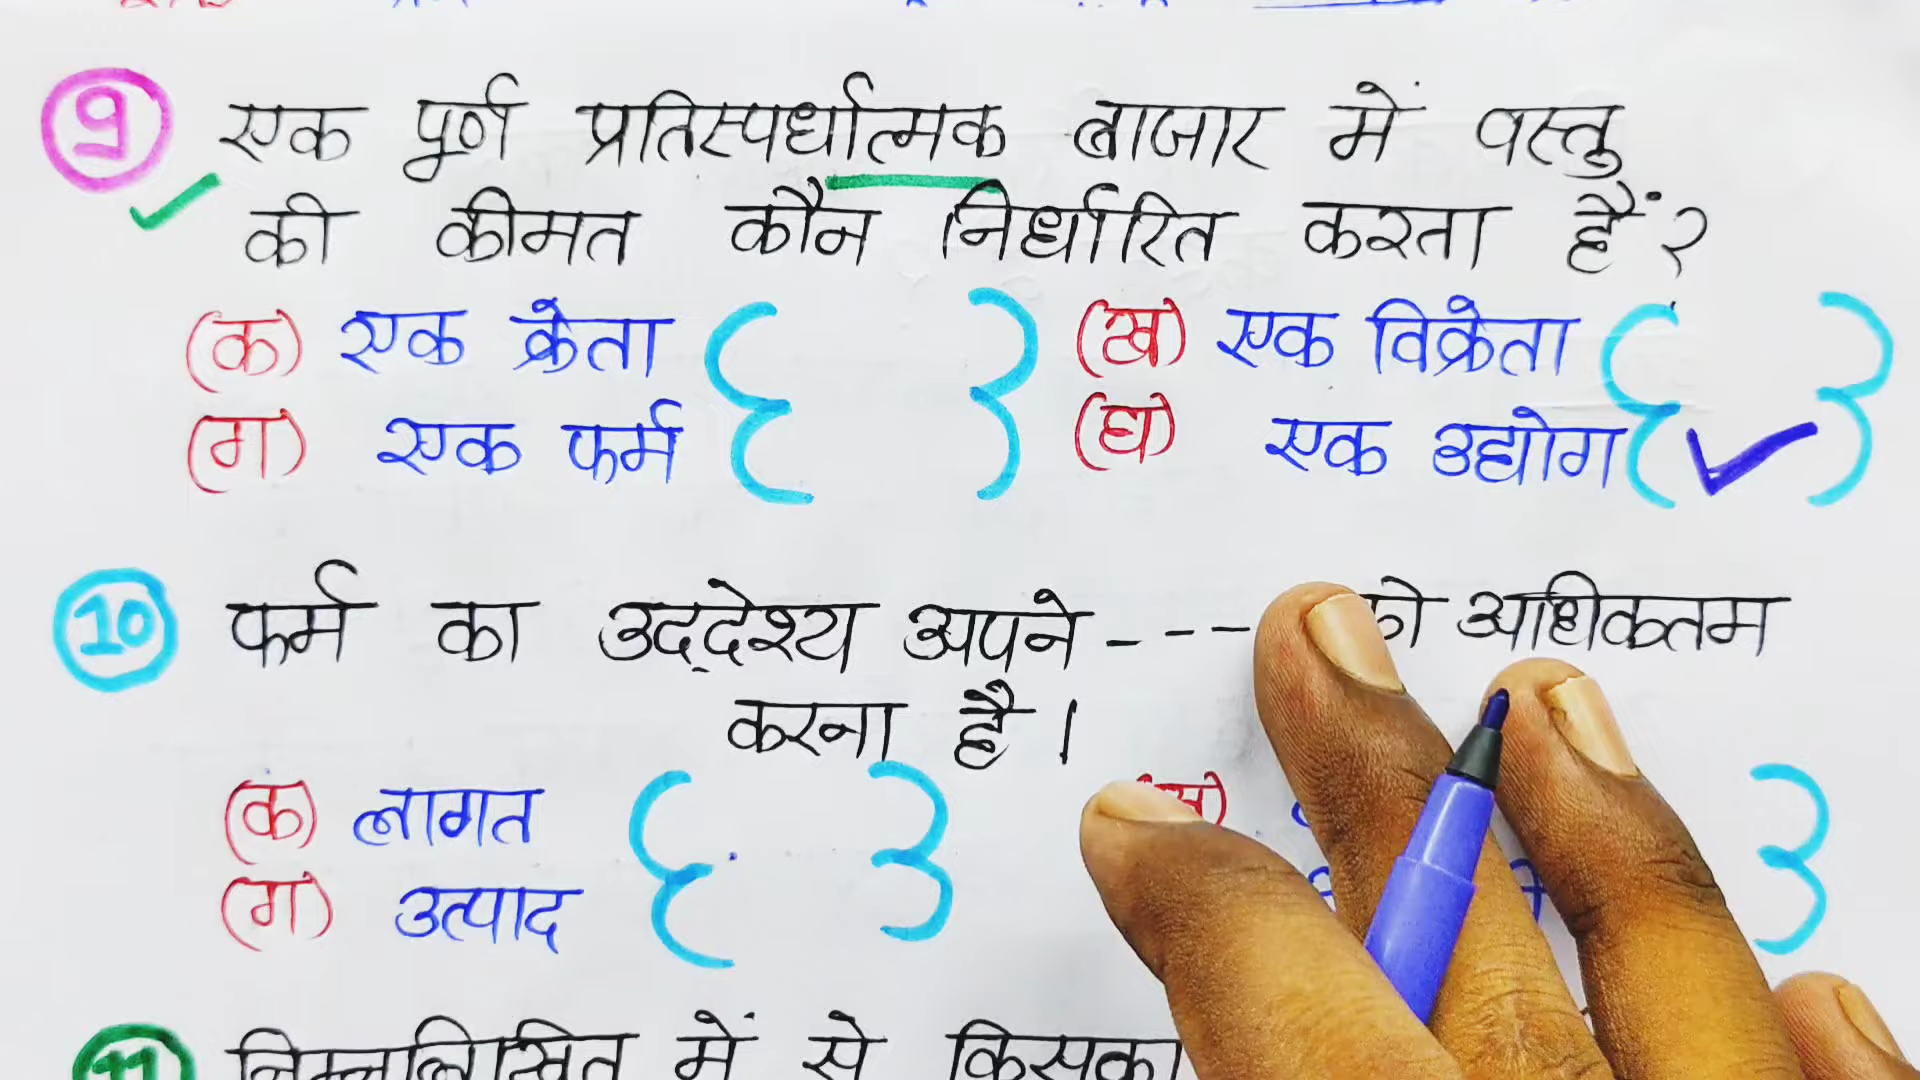 9 एक पूर्ण प्रतिस्पर्धात्मक बाजार में वस्तु
की कीमत कौन निर्धारित करता हैं?
(क) एक क्रेता (ख) एक विक्रेता
(ग) एक फर्म (घ) एक उद्योग
10 फर्म का उद्देश्य अपने - - - को अधिकतम
करना है।
(क) लागत
(ग) उत्पाद
11 निम्नलिखित में से किसका